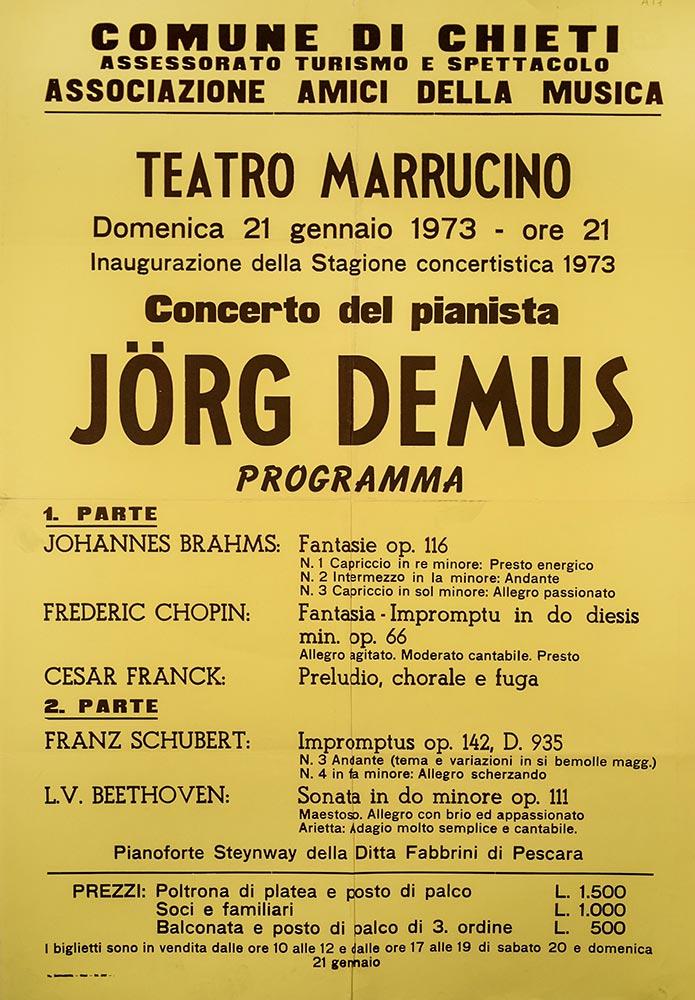 COMUNE DI CHIETI
ASSESSORATO TURISMO E SPETTACOLO
ASSOCIAZIONE AMICI DELLA MUSICA
TEATRO MARRUCINO
Domenica 21 gennaio 1973 - ore 21
Inaugurazione della Stagione concertistica 1973
Concerto del pianista
JÖRG DEMUS
PROGRAMMA
1. PARTE
JOHANNES BRAHMS: Fantasie op. 116
N. 1 Capriccio in re minore: Presto energico
N. 2 Intermezzo in la minore: Andante
N. 3 Capriccio in sol minore: Allegro passionato
FREDERIC CHOPIN: Fantasia - Impromptu in do diesis
min. op. 66
Allegro agitato. Moderato cantabile. Presto
CESAR FRANCK: Preludio, chorale e fuga
2. PARTE
FRANZ SCHUBERT: Impromptus op. 142, D. 935
N. 3 Andante (tema e variazioni in si bemolle magg.)
N. 4 in fa minore: Allegro scherzando
L.V. BEETHOVEN: Sonata in do minore op. 111
Maestoso. Allegro con brio ed appassionato
Arietta: Adagio molto semplice e cantabile.
Pianoforte Steynway della Ditta Fabbrini di Pescara
PREZZI: Poltrona di platea e posto di palco L. 1.500
Soci e familiari L. 1.000
Balconata e posto di palco di 3. ordine L. 500
I biglietti sono in vendita dalle ore 10 alle 12 e dalle ore 17 alle 19 di sabato 20 e domenica
21 gennaio